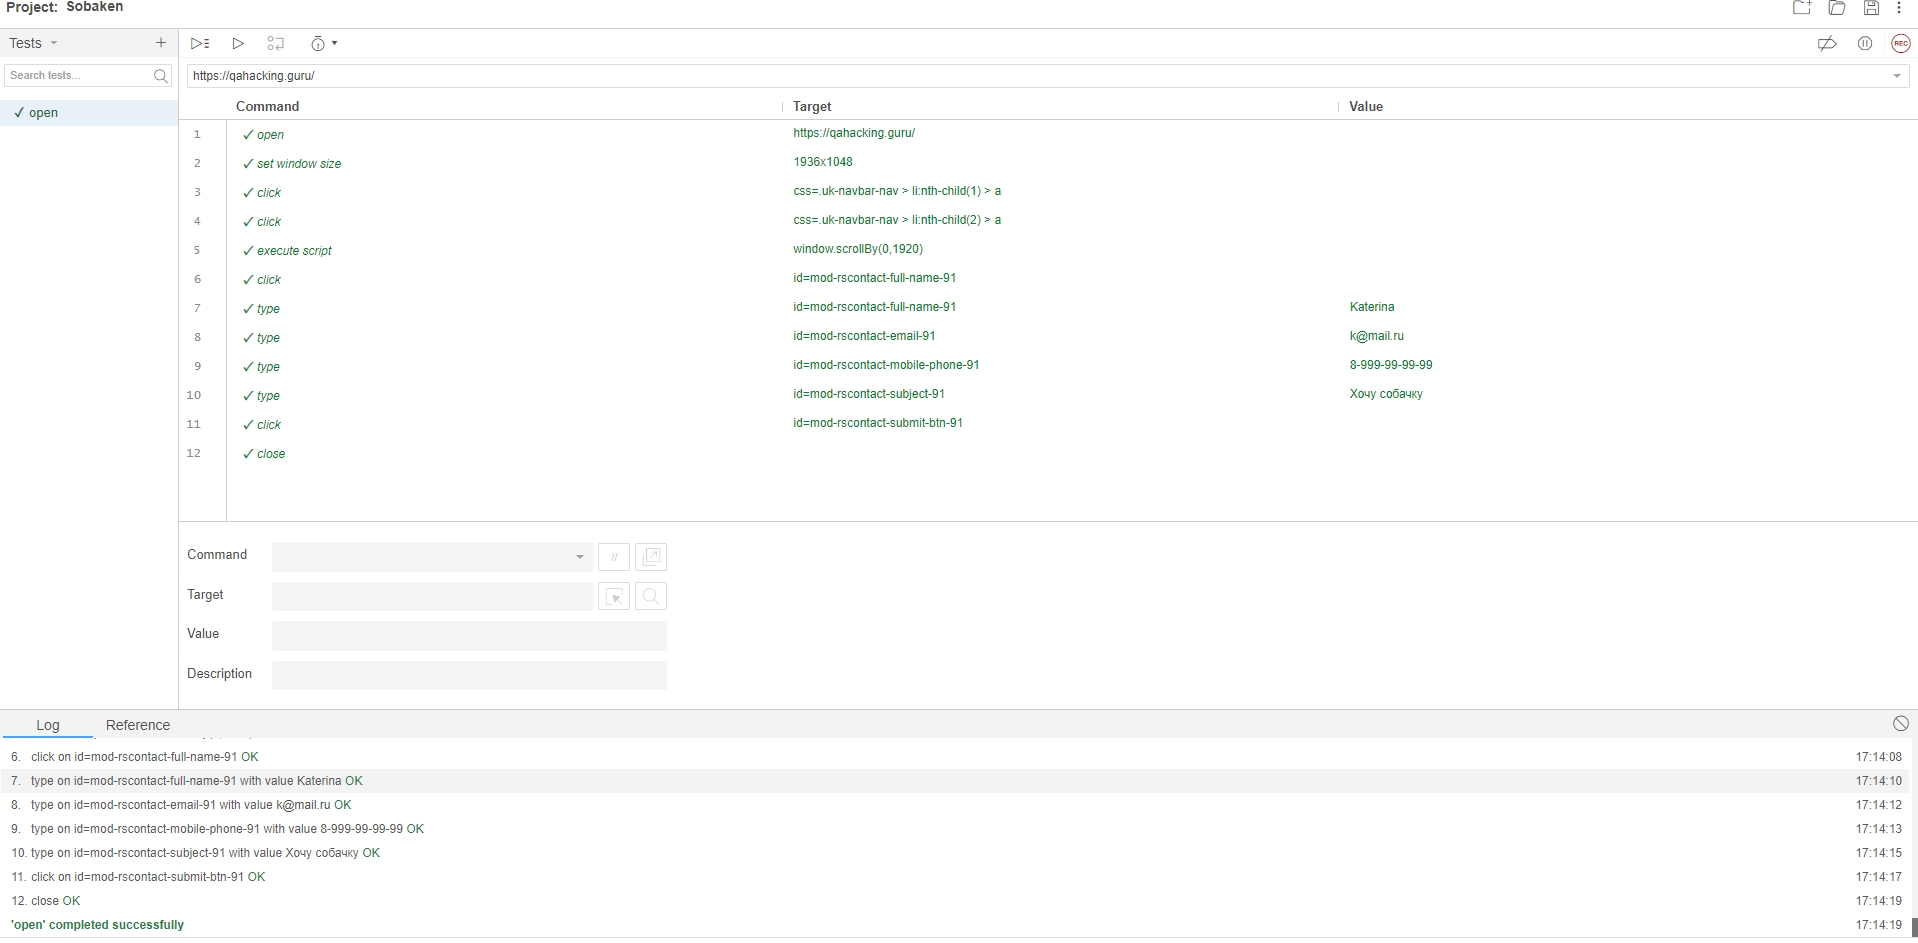 Project: Sobaken
Tests
Search tests...
https://qahacking.guru/
✓ open
Command Target Value
1 ✓ open https://qahacking.guru/
2 ✓ set window size 1936x1048
3 ✓ click css=.uk-navbar-nav > li:nth-child(1) > a
4 ✓ click css=.uk-navbar-nav > li:nth-child(2) > a
5 ✓ execute script window.scrollBy(0,1920)
6 ✓ click id=mod-rscontact-full-name-91
7 ✓ type id=mod-rscontact-full-name-91 Katerina
8 ✓ type id=mod-rscontact-email-91 k@mail.ru
9 ✓ type id=mod-rscontact-mobile-phone-91 8-999-99-99-99
10 ✓ type id=mod-rscontact-subject-91 Хочу собачку
11 ✓ click id=mod-rscontact-submit-btn-91
12 ✓ close
Command //
Target
Value
Description
Log Reference
6. click on id=mod-rscontact-full-name-91 OK 17:14:08
7. type on id=mod-rscontact-full-name-91 with value Katerina OK 17:14:10
8. type on id=mod-rscontact-email-91 with value k@mail.ru OK 17:14:12
9. type on id=mod-rscontact-mobile-phone-91 with value 8-999-99-99-99 OK 17:14:13
10. type on id=mod-rscontact-subject-91 with value Хочу собачку OK 17:14:15
11. click on id=mod-rscontact-submit-btn-91 OK 17:14:17
12. close OK 17:14:19
'open' completed successfully 17:14:19
REC